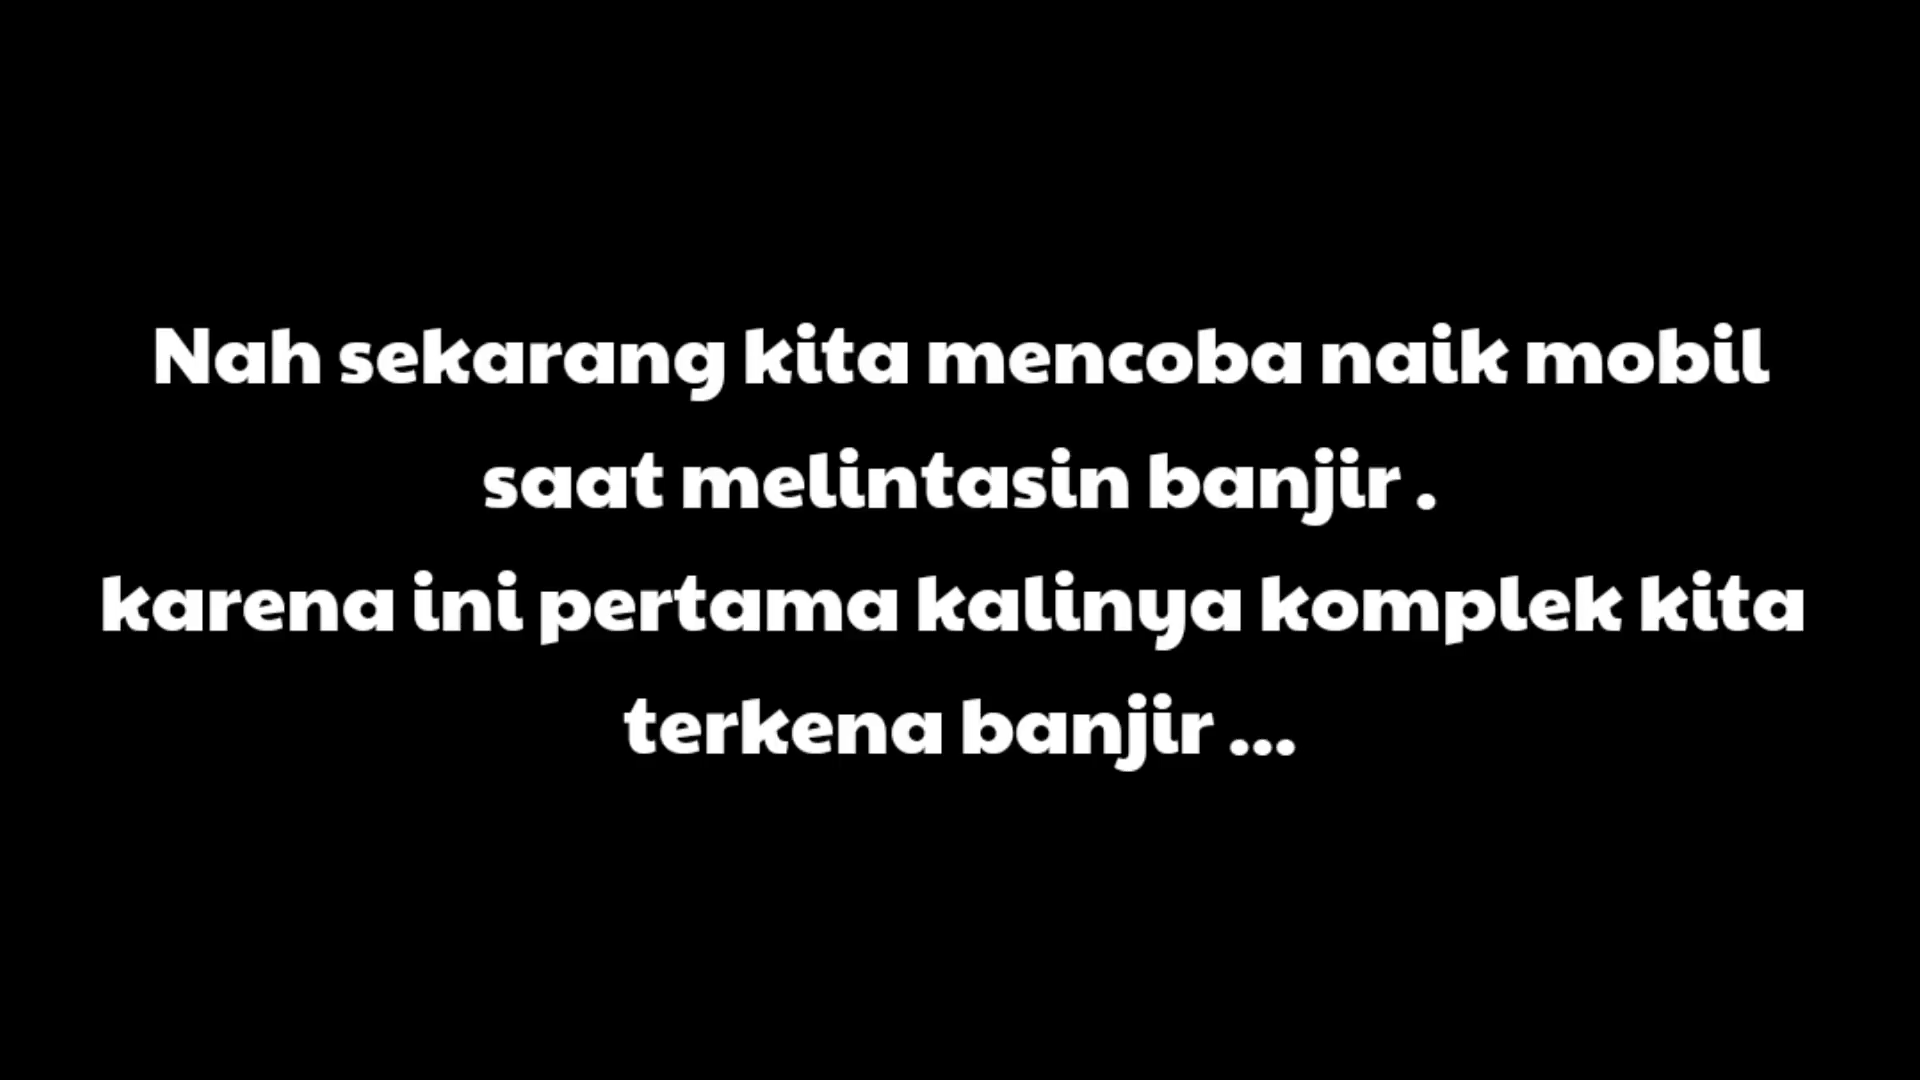 Nah sekarang kita mencoba naik mobil
saat melintasin banjir .
karena ini pertama kalinya komplek kita
terkena banjir ...